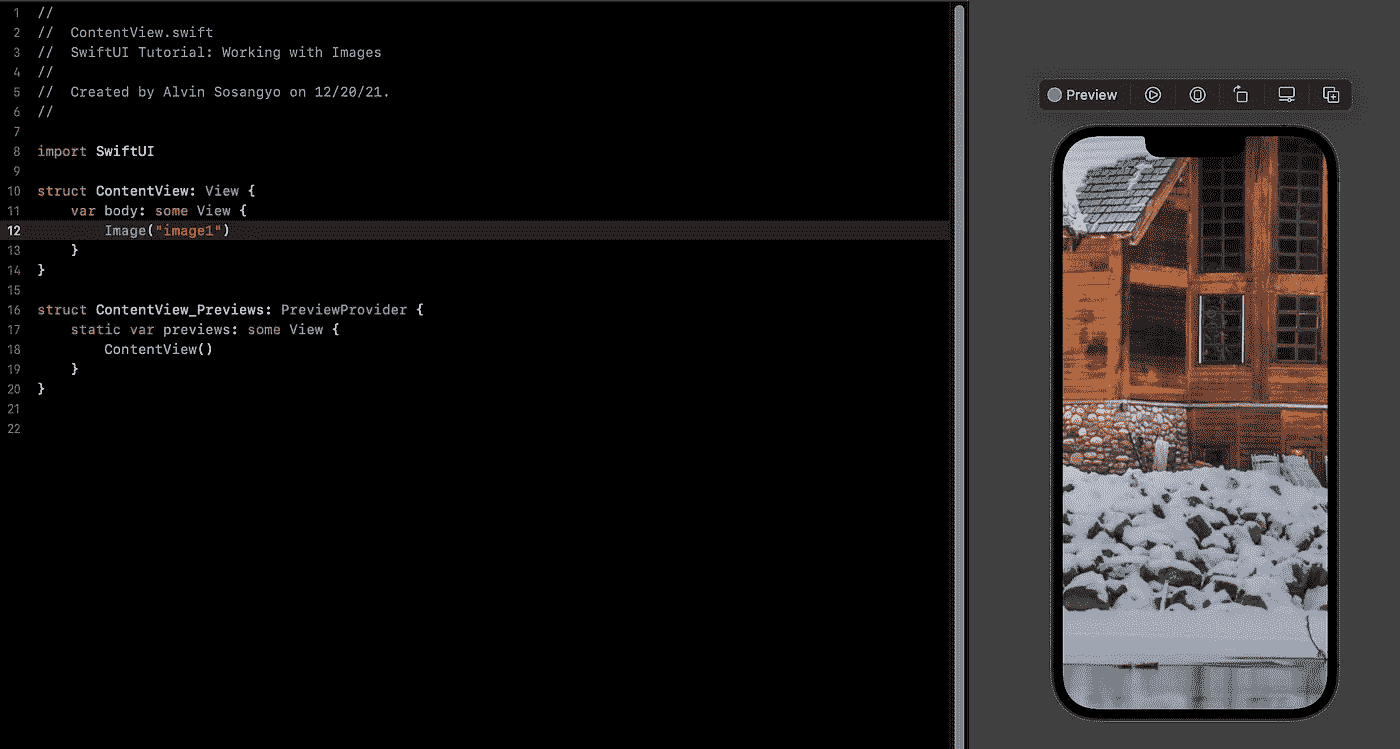 1 //
2 //  ContentView.swift
3 //  SwiftUI Tutorial: Working with Images
4 //
5 //  Created by Alvin Sosangyo on 12/20/21.
6 //
7
8 import SwiftUI
9
10 struct ContentView: View {
11     var body: some View {
12         Image("image1")
13     }
14 }
15
16 struct ContentView_Previews: PreviewProvider {
17     static var previews: some View {
18         ContentView()
19     }
20 }
21
22
Preview